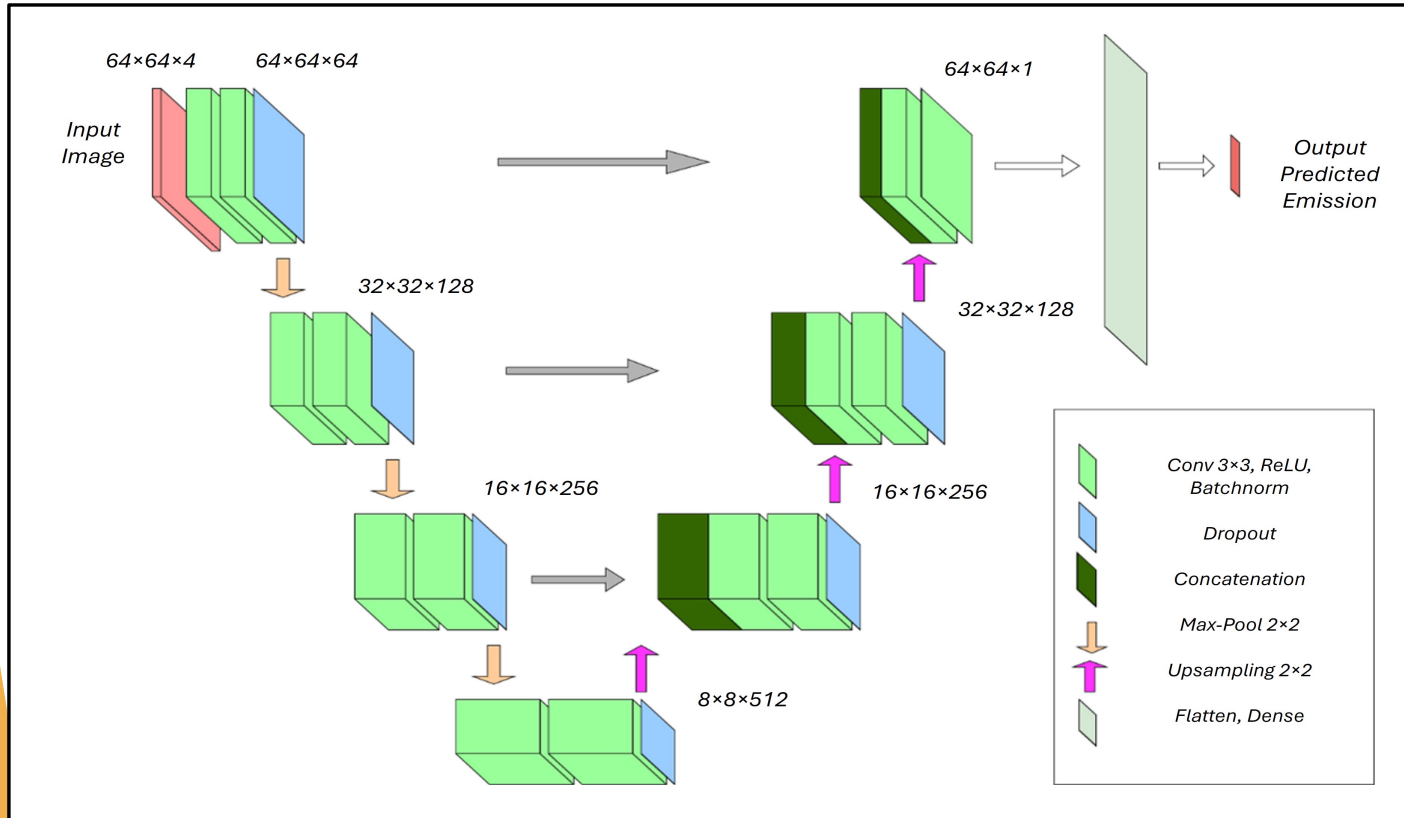 64×64×4
64×64×64
Input
Image
32×32×128
16×16×256
8×8×512
16×16×256
32×32×128
64×64×1
Output
Predicted
Emission
Conv 3×3, ReLU,
Batchnorm
Dropout
Concatenation
Max-Pool 2×2
Upsampling 2×2
Flatten, Dense